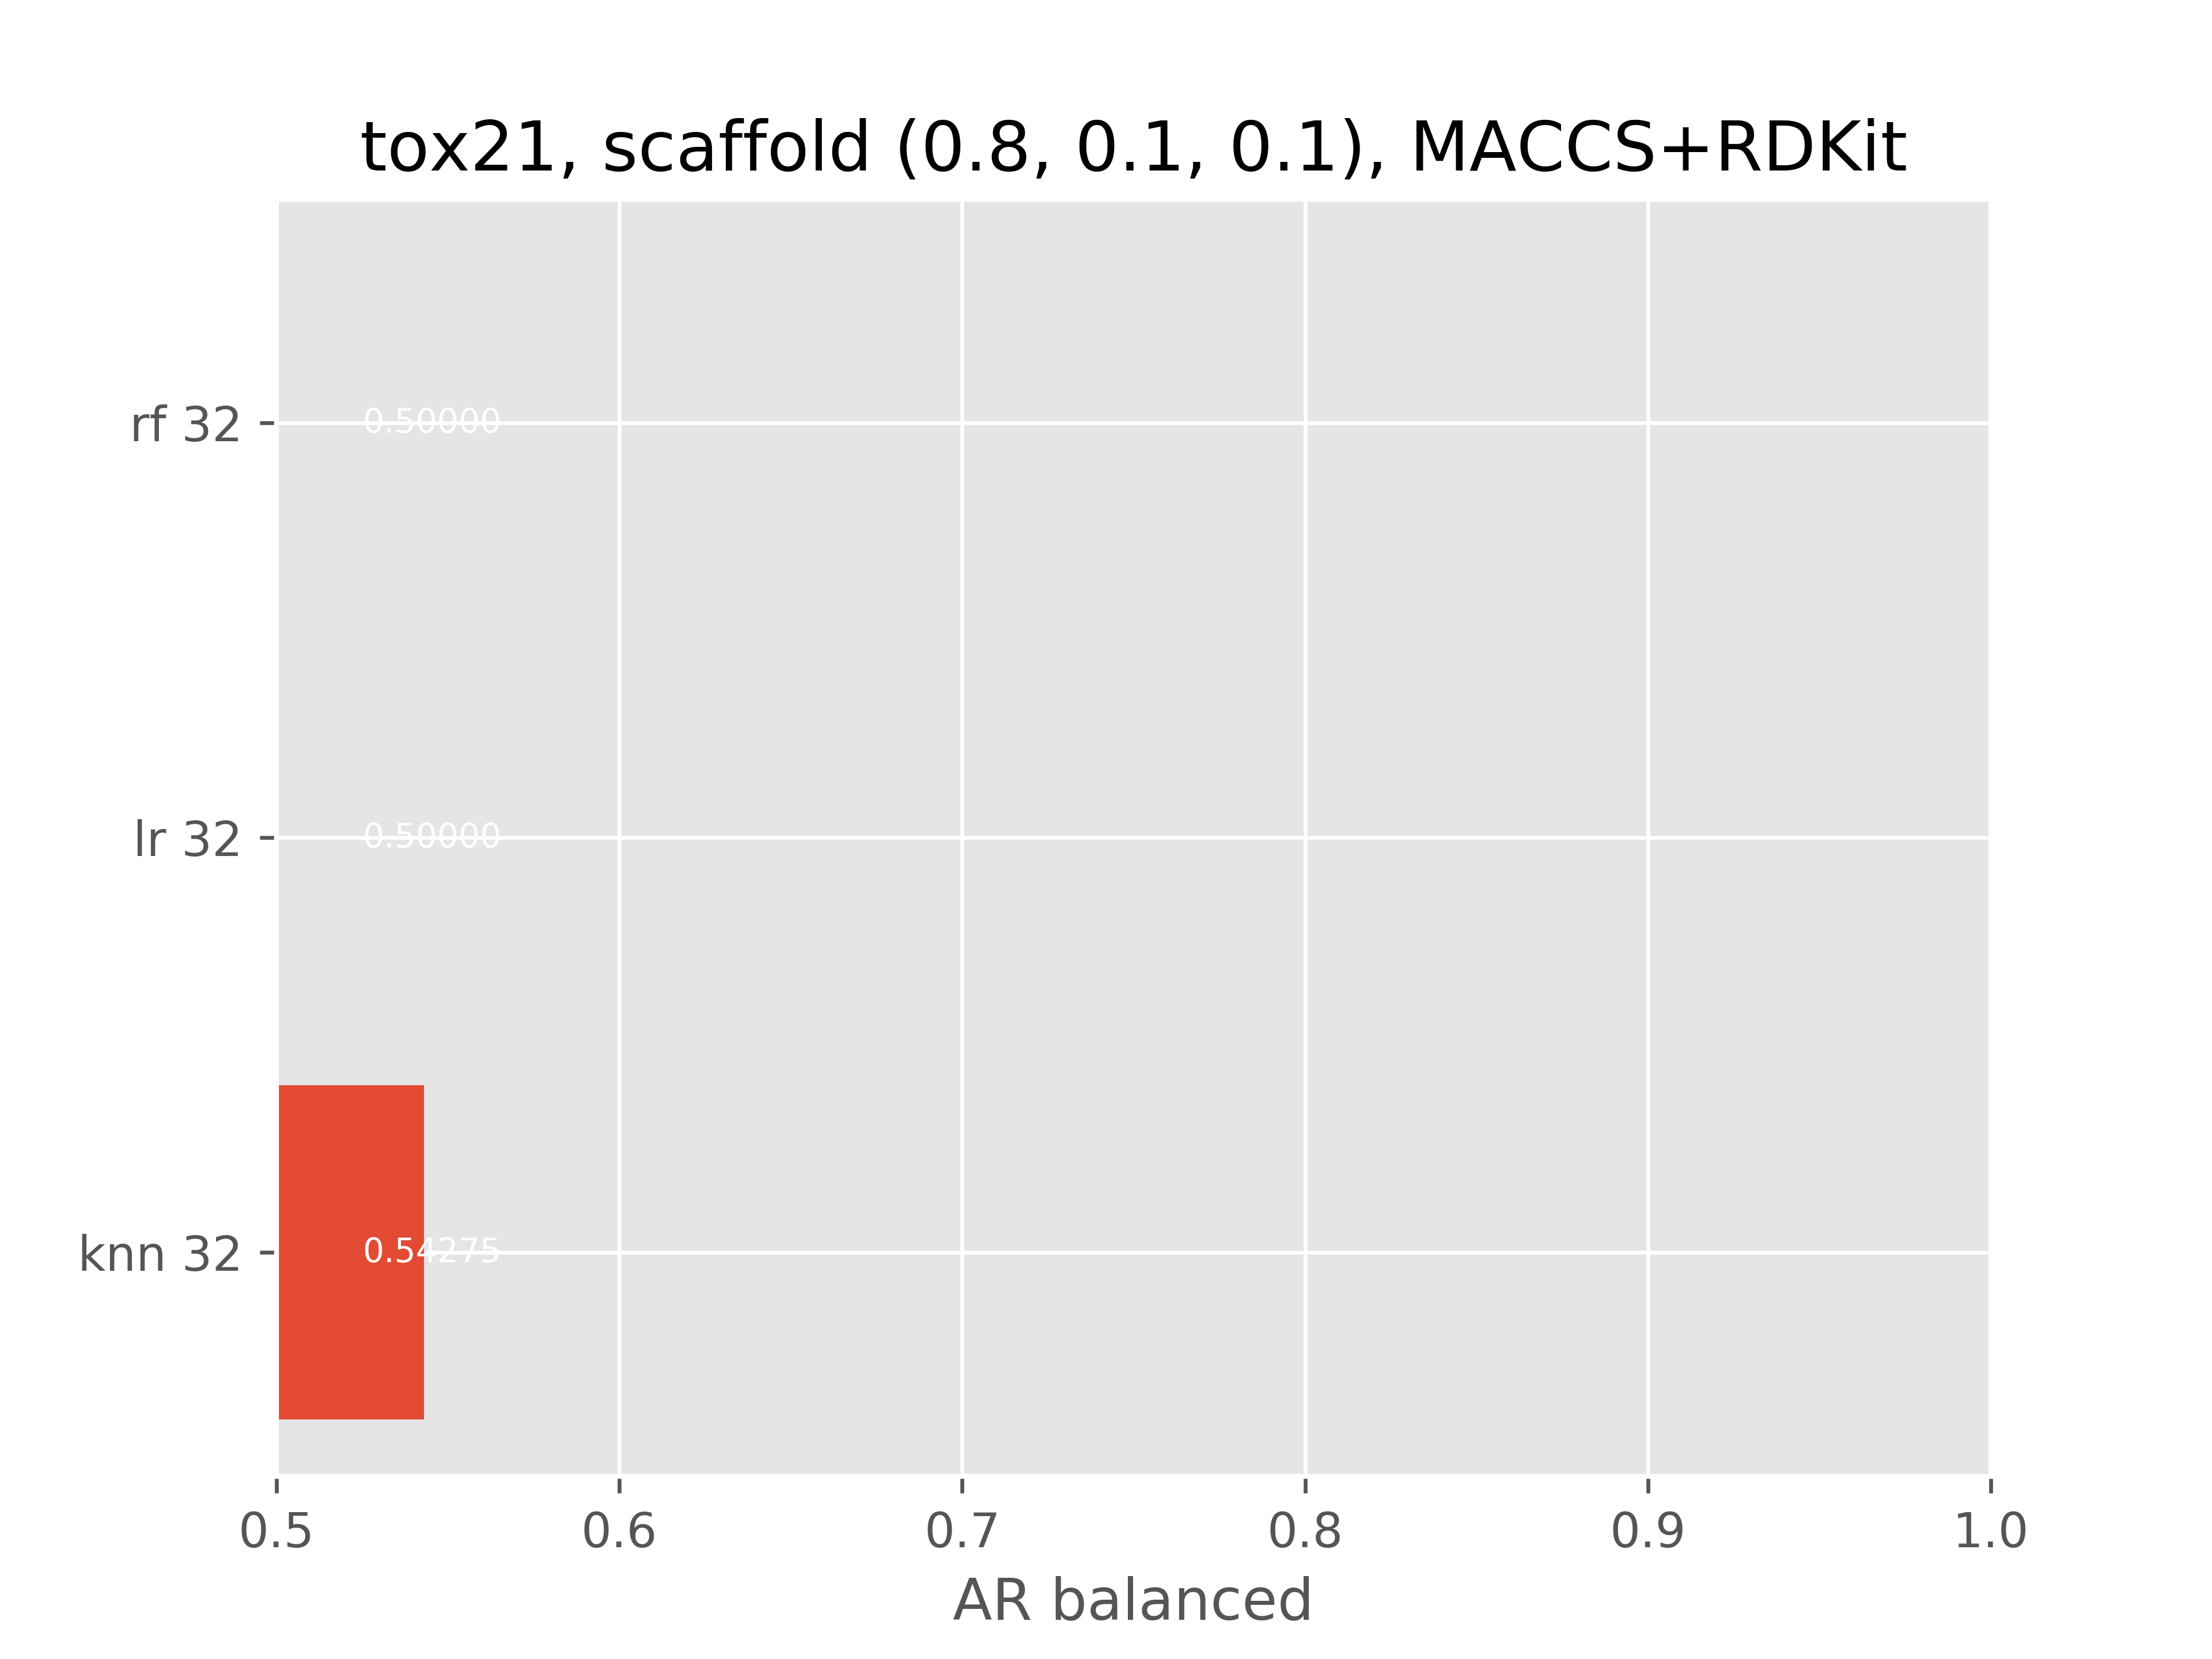 tox21, scaffold (0.8, 0.1, 0.1), MACCS+RDKit
rf 32
0.50000
lr 32
0.50000
knn 32
0.54275
0.5 0.6 0.7 0.8 0.9 1.0
AR balanced